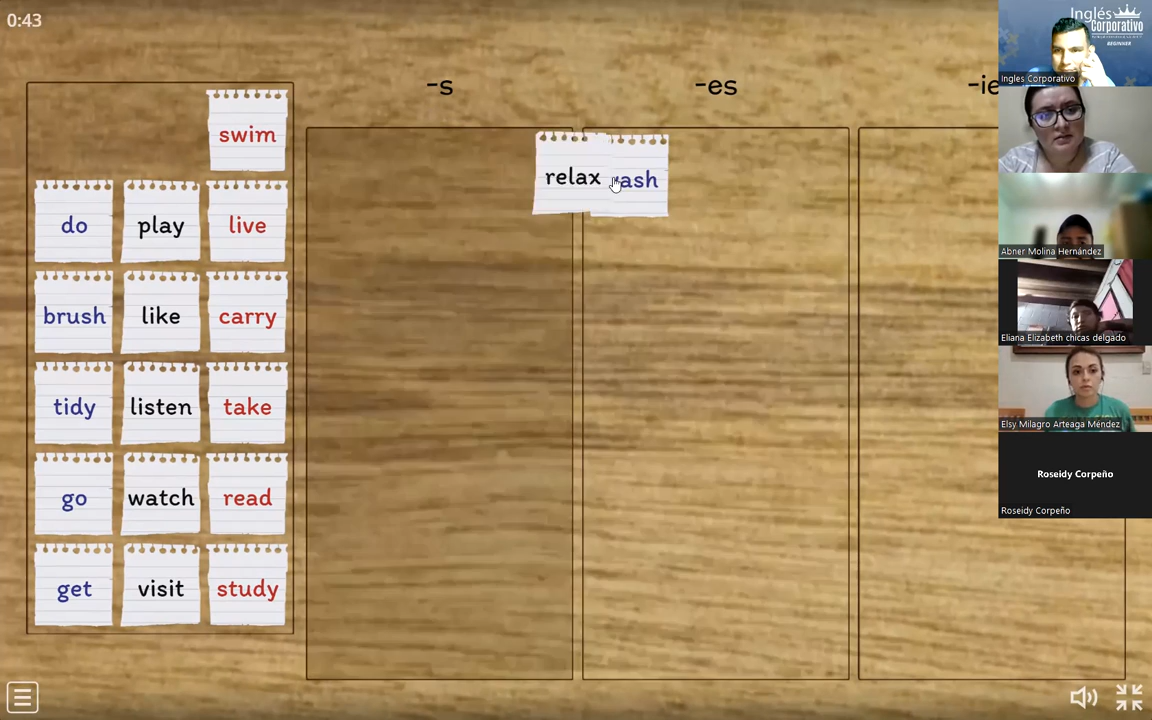 0:43
-s
-es
swim
relax
do
play
live
brush
like
carry
tidy
listen
take
go
watch
read
get
visit
study
Inglés
Corporativo
BEGINNER
Ingles Corporativo
Abner Molina Hernández
Eliana Elizabeth chicas delgado
Elsy Milagro Arteaga Méndez
Roseidy Corpeño
Roseidy Corpeño